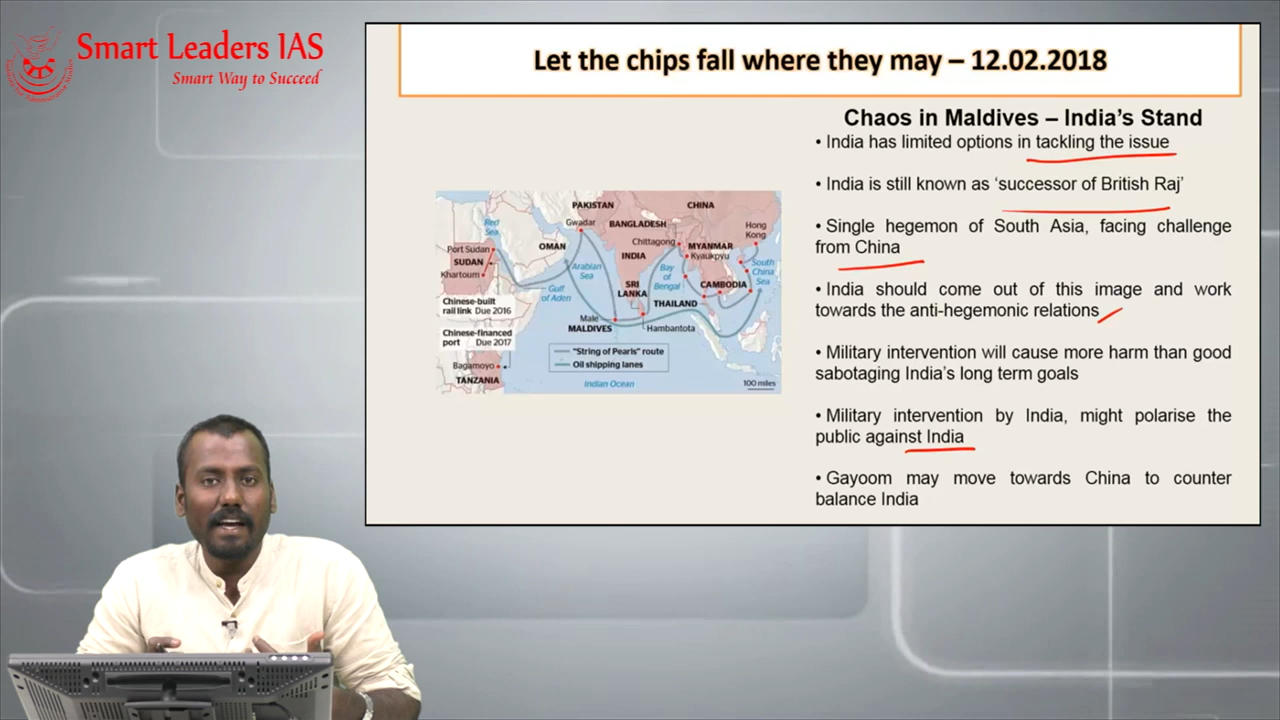 Smart Leaders IAS
Smart Way to Succeed
Let the chips fall where they may – 12.02.2018
Chaos in Maldives – India's Stand
• India has limited options in tackling the issue
• India is still known as 'successor of British Raj'
• Single hegemon of South Asia, facing challenge
from China
• India should come out of this image and work
towards the anti-hegemonic relations
• Military intervention will cause more harm than good
sabotaging India's long term goals
• Military intervention by India, might polarise the
public against India
• Gayoom may move towards China to counter
balance India
PAKISTAN
CHINA
Red
Sea
Gwadar
BANGLADESH
Hong
Kong
Port Sudan
OMAN
Chittagong
MYANMAR
SUDAN
INDIA
Kyaukpyu
Khartoum
Arabian
Sea
Bay
of
Bengal
South
China
Sea
Gulf
of Aden
SRI
LANKA
CAMBODIA
THAILAND
Chinese-built
rail link Due 2016
Male
MALDIVES
Hambantota
Chinese-financed
port Due 2017
"String of Pearls" route
Oil shipping lanes
Bagamoyo
TANZANIA
Indian Ocean
100 miles